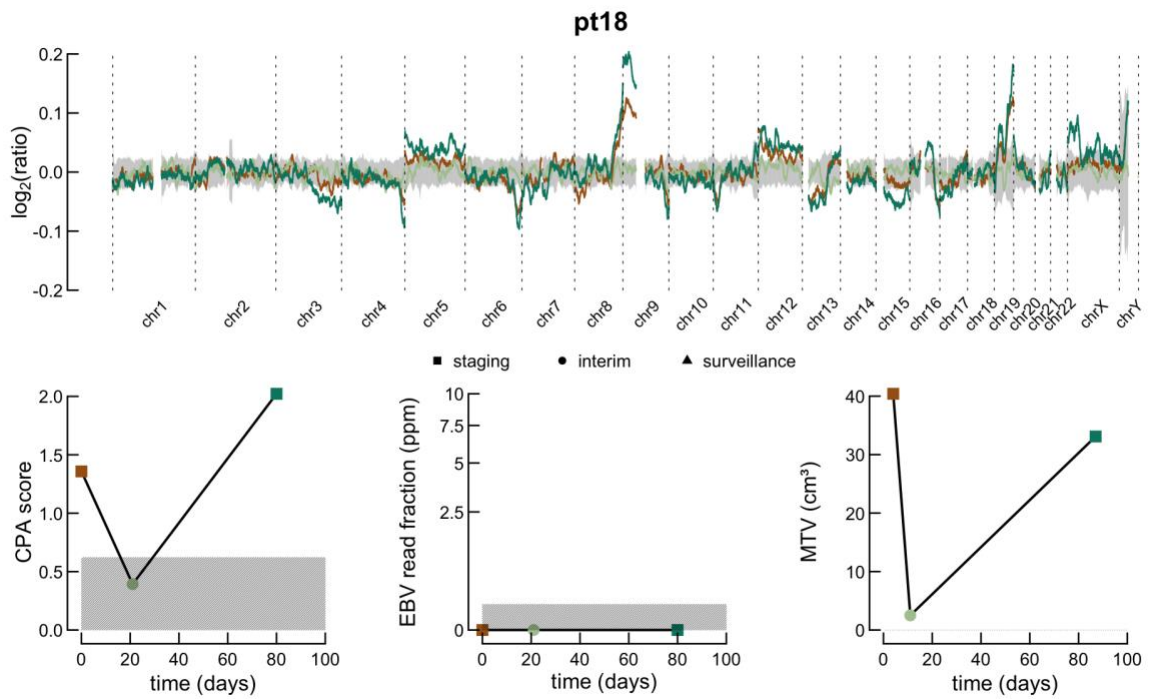 pt18
0.2
0.1
0.0
-0.1
-0.2
log2(ratio)
chr1
chr2
chr3
chr4
chr5
chr6
chr7
chr8
chr9
chr10
chr11
chr12
chr13
chr14
chr15
chr16
chr17
chr18
chr19
chr20
chr21
chr22
chrX
chrY
staging interim surveillance
2.0
1.5
1.0
0.5
0.0
CPA score
0 20 40 60 80 100
time (days)
10
7.5
5
2.5
0
EBV read fraction (ppm)
0 20 40 60 80 100
time (days)
40
30
20
10
0
MTV (cm³)
0 20 40 60 80 100
time (days)